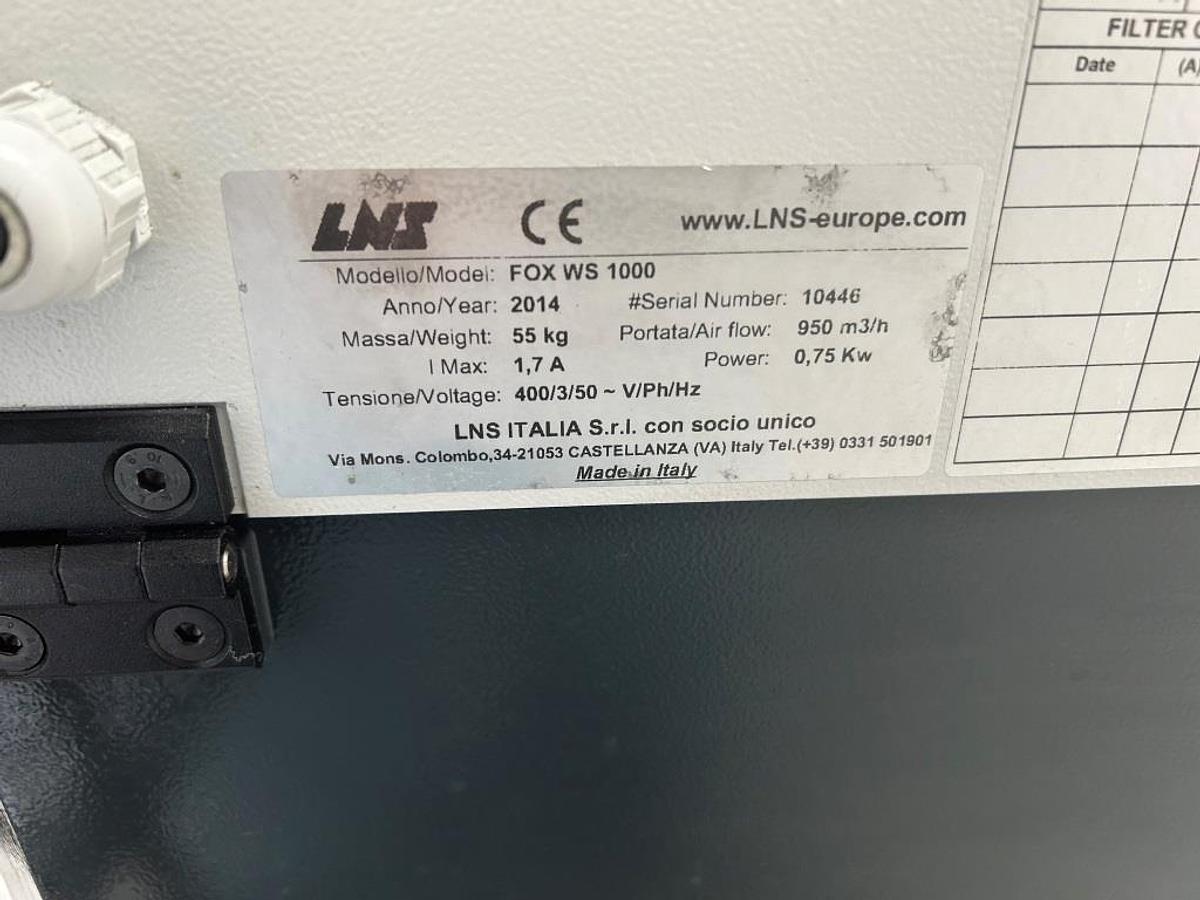 FILTER
Date (A)
LNS CE www.LNS-europe.com
Modello/Model: FOX WS 1000
Anno/Year: 2014 #Serial Number: 10446
Massa/Weight: 55 kg Portata/Air flow: 950 m3/h
I Max: 1,7 A Power: 0,75 Kw
Tensione/Voltage: 400/3/50 ~ V/Ph/Hz
LNS ITALIA S.r.l. con socio unico
Via Mons. Colombo,34-21053 CASTELLANZA (VA) Italy Tel.(+39) 0331 501901
Made in Italy